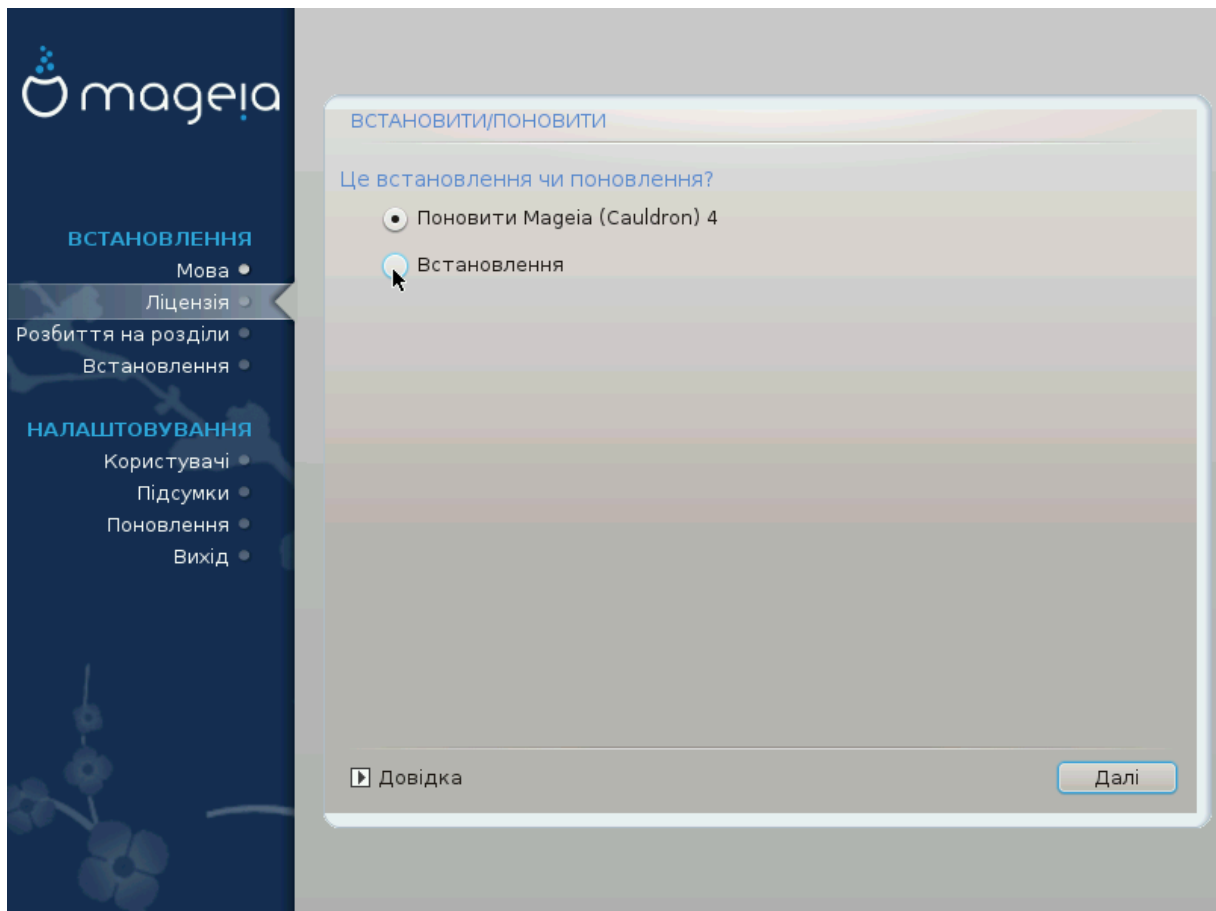 mageia
ВСТАНОВЛЕННЯ
Мова
Ліцензія
Розбиття на розділи
Встановлення
НАЛАШТОВУВАННЯ
Користувачі
Підсумки
Поновлення
Вихід
ВСТАНОВИТИ/ПОНОВИТИ
Це встановлення чи поновлення?
Поновити Mageia (Cauldron) 4
Встановлення
Довідка
Далі